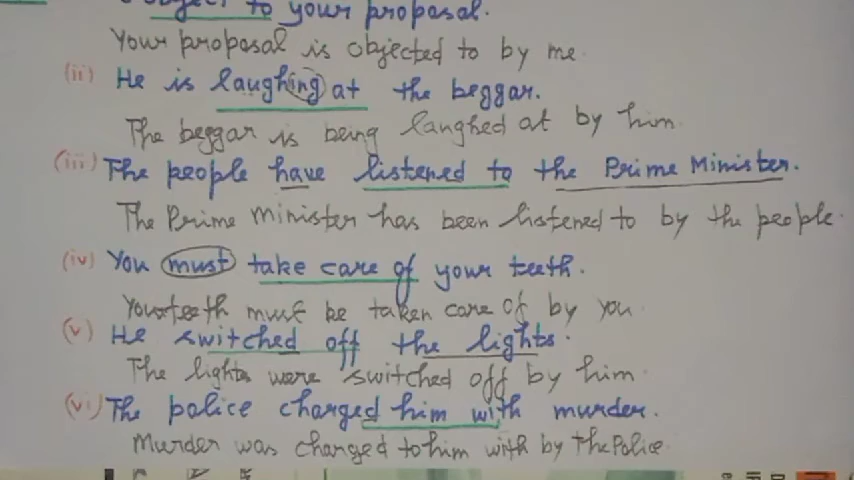 object to your proposal.
Your proposal is objected to by me.
(ii) He is laughing at the beggar.
The beggar is being laughed at by him.
(iii) The people have listened to the Prime Minister.
The Prime minister has been listened to by the people.
(iv) You must take care of your teeth.
Your teeth must be taken care of by you.
(v) He switched off the lights.
The lights were switched off by him.
(vi) The police charged him with murder.
Murder was charged to him with by the Police.